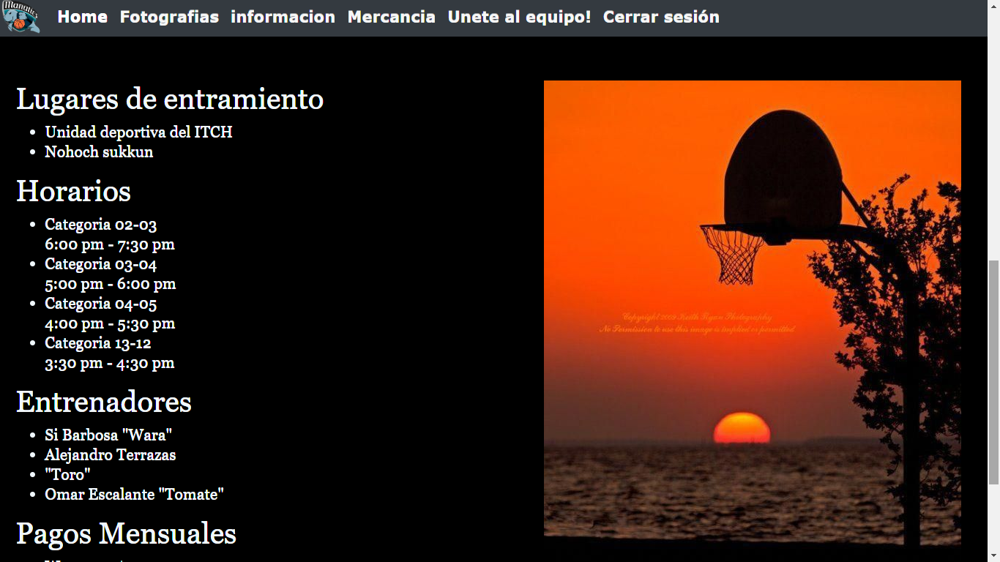 Manatíes
Home Fotografias informacion Mercancia Unete al equipo! Cerrar sesión
Lugares de entramiento
Unidad deportiva del ITCH
Nohoch sukkun
Horarios
Categoria 02-03
6:00 pm - 7:30 pm
Categoria 03-04
5:00 pm - 6:00 pm
Categoria 04-05
4:00 pm - 5:30 pm
Categoria 13-12
3:30 pm - 4:30 pm
Entrenadores
Si Barbosa "Wara"
Alejandro Terrazas
"Toro"
Omar Escalante "Tomate"
Pagos Mensuales
Copyright 2009 Keith Ryan Photography
No Permission to use this image is implied or permitted